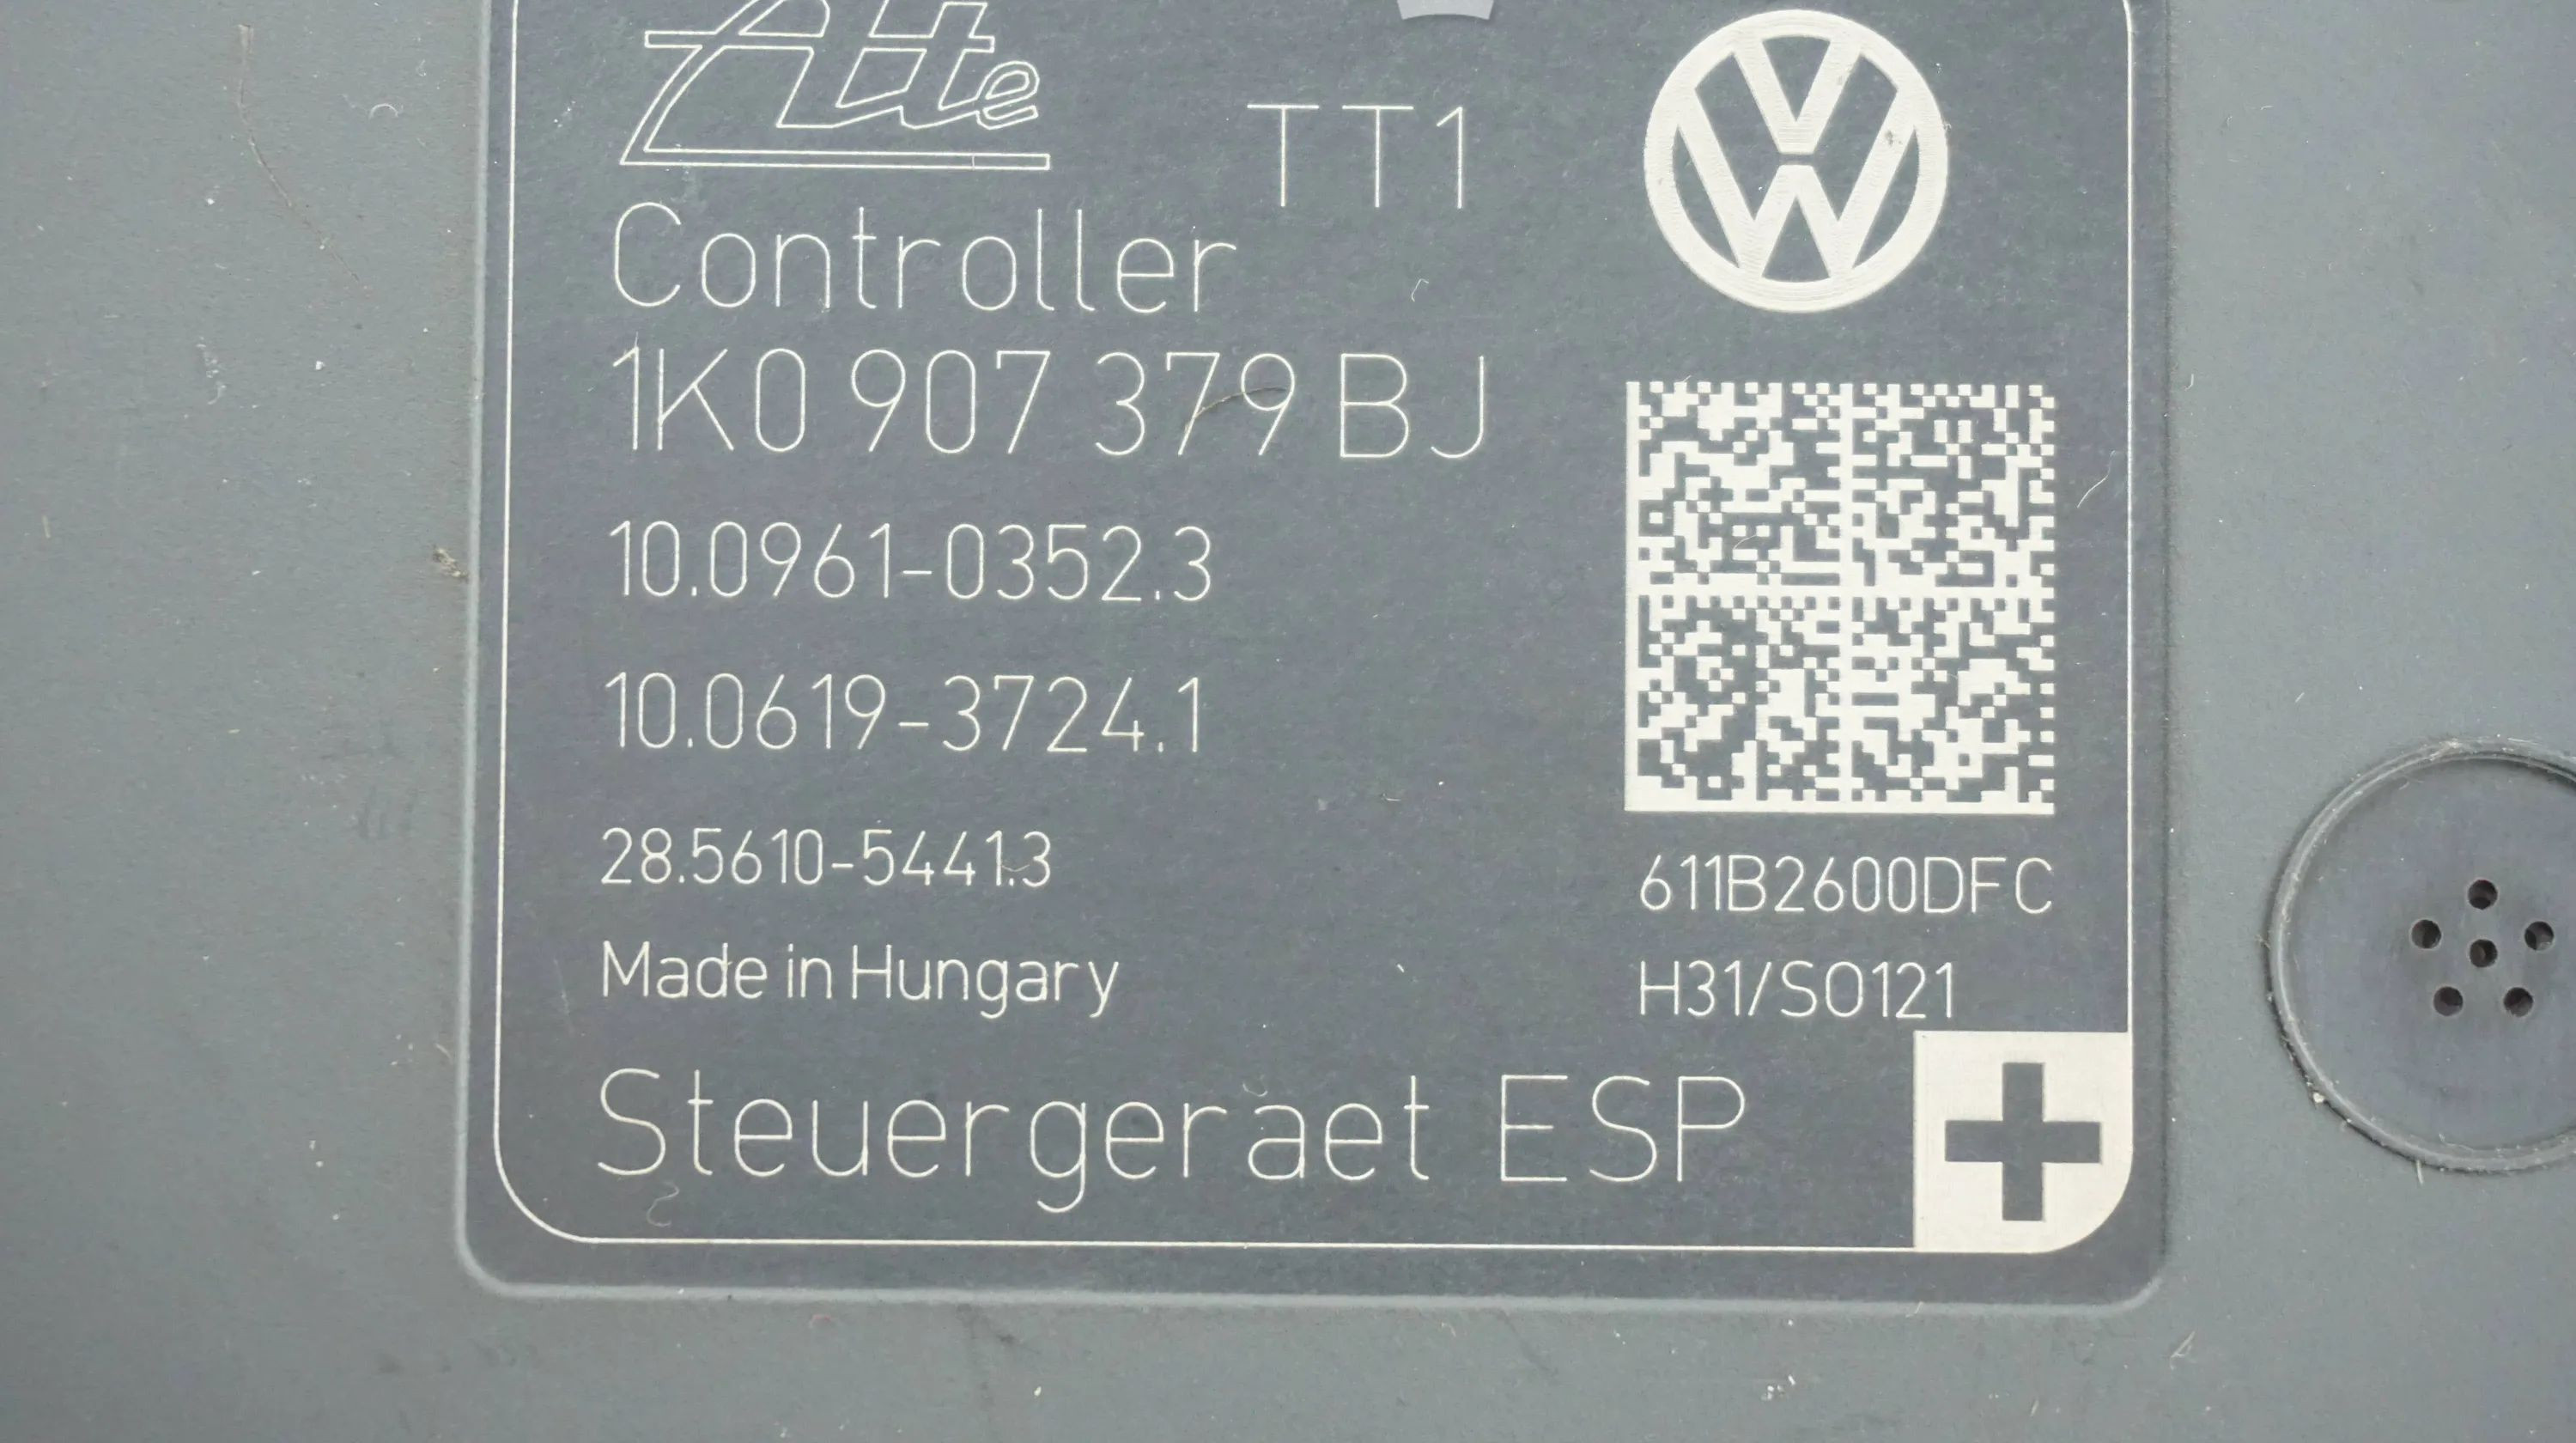 Ate
TT1
Controller
1K0 907 379 BJ
10.0961-0352.3
10.0619-3724.1
28.5610-5441.3
611B2600DFC
Made in Hungary
H31/SO121
Steuergeraet ESP